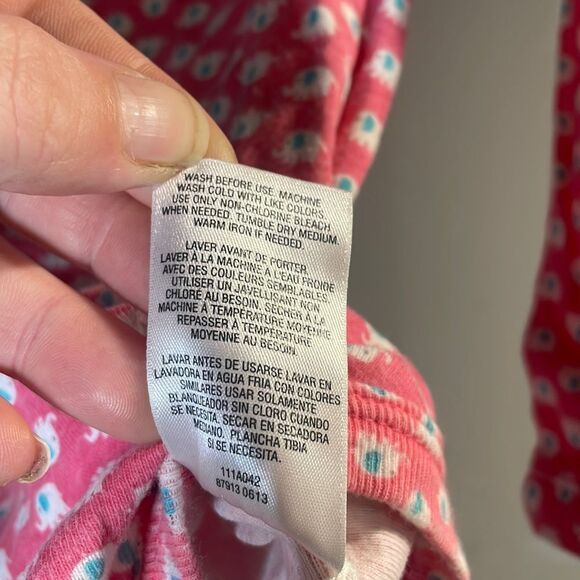 WASH BEFORE USE. MACHINE
WASH COLD WITH LIKE COLORS.
USE ONLY NON-CHLORINE BLEACH
WHEN NEEDED. TUMBLE DRY MEDIUM.
WARM IRON IF NEEDED.
LAVER AVANT DE PORTER.
LAVER À LA MACHINE À L'EAU FROIDE
AVEC DES COULEURS SEMBLABLES.
UTILISER UN JAVELLISANT NON
CHLORÉ AU BESOIN. SÉCHER À LA
MACHINE À TEMPÉRATURE MOYENNE
REPASSER À TEMPÉRATURE
MOYENNE AU BESOIN.
LAVAR ANTES DE USARSE LAVAR EN
LAVADORA EN AGUA FRIA CON COLORES
SIMILARES USAR SOLAMENTE
BLANQUEADOR SIN CLORO CUANDO
SE NECESITA. SÉCAR EN SECADORA
MEDIANO. PLANCHA TIBIA
SI SE NECESITA.
111A042
87913 0613